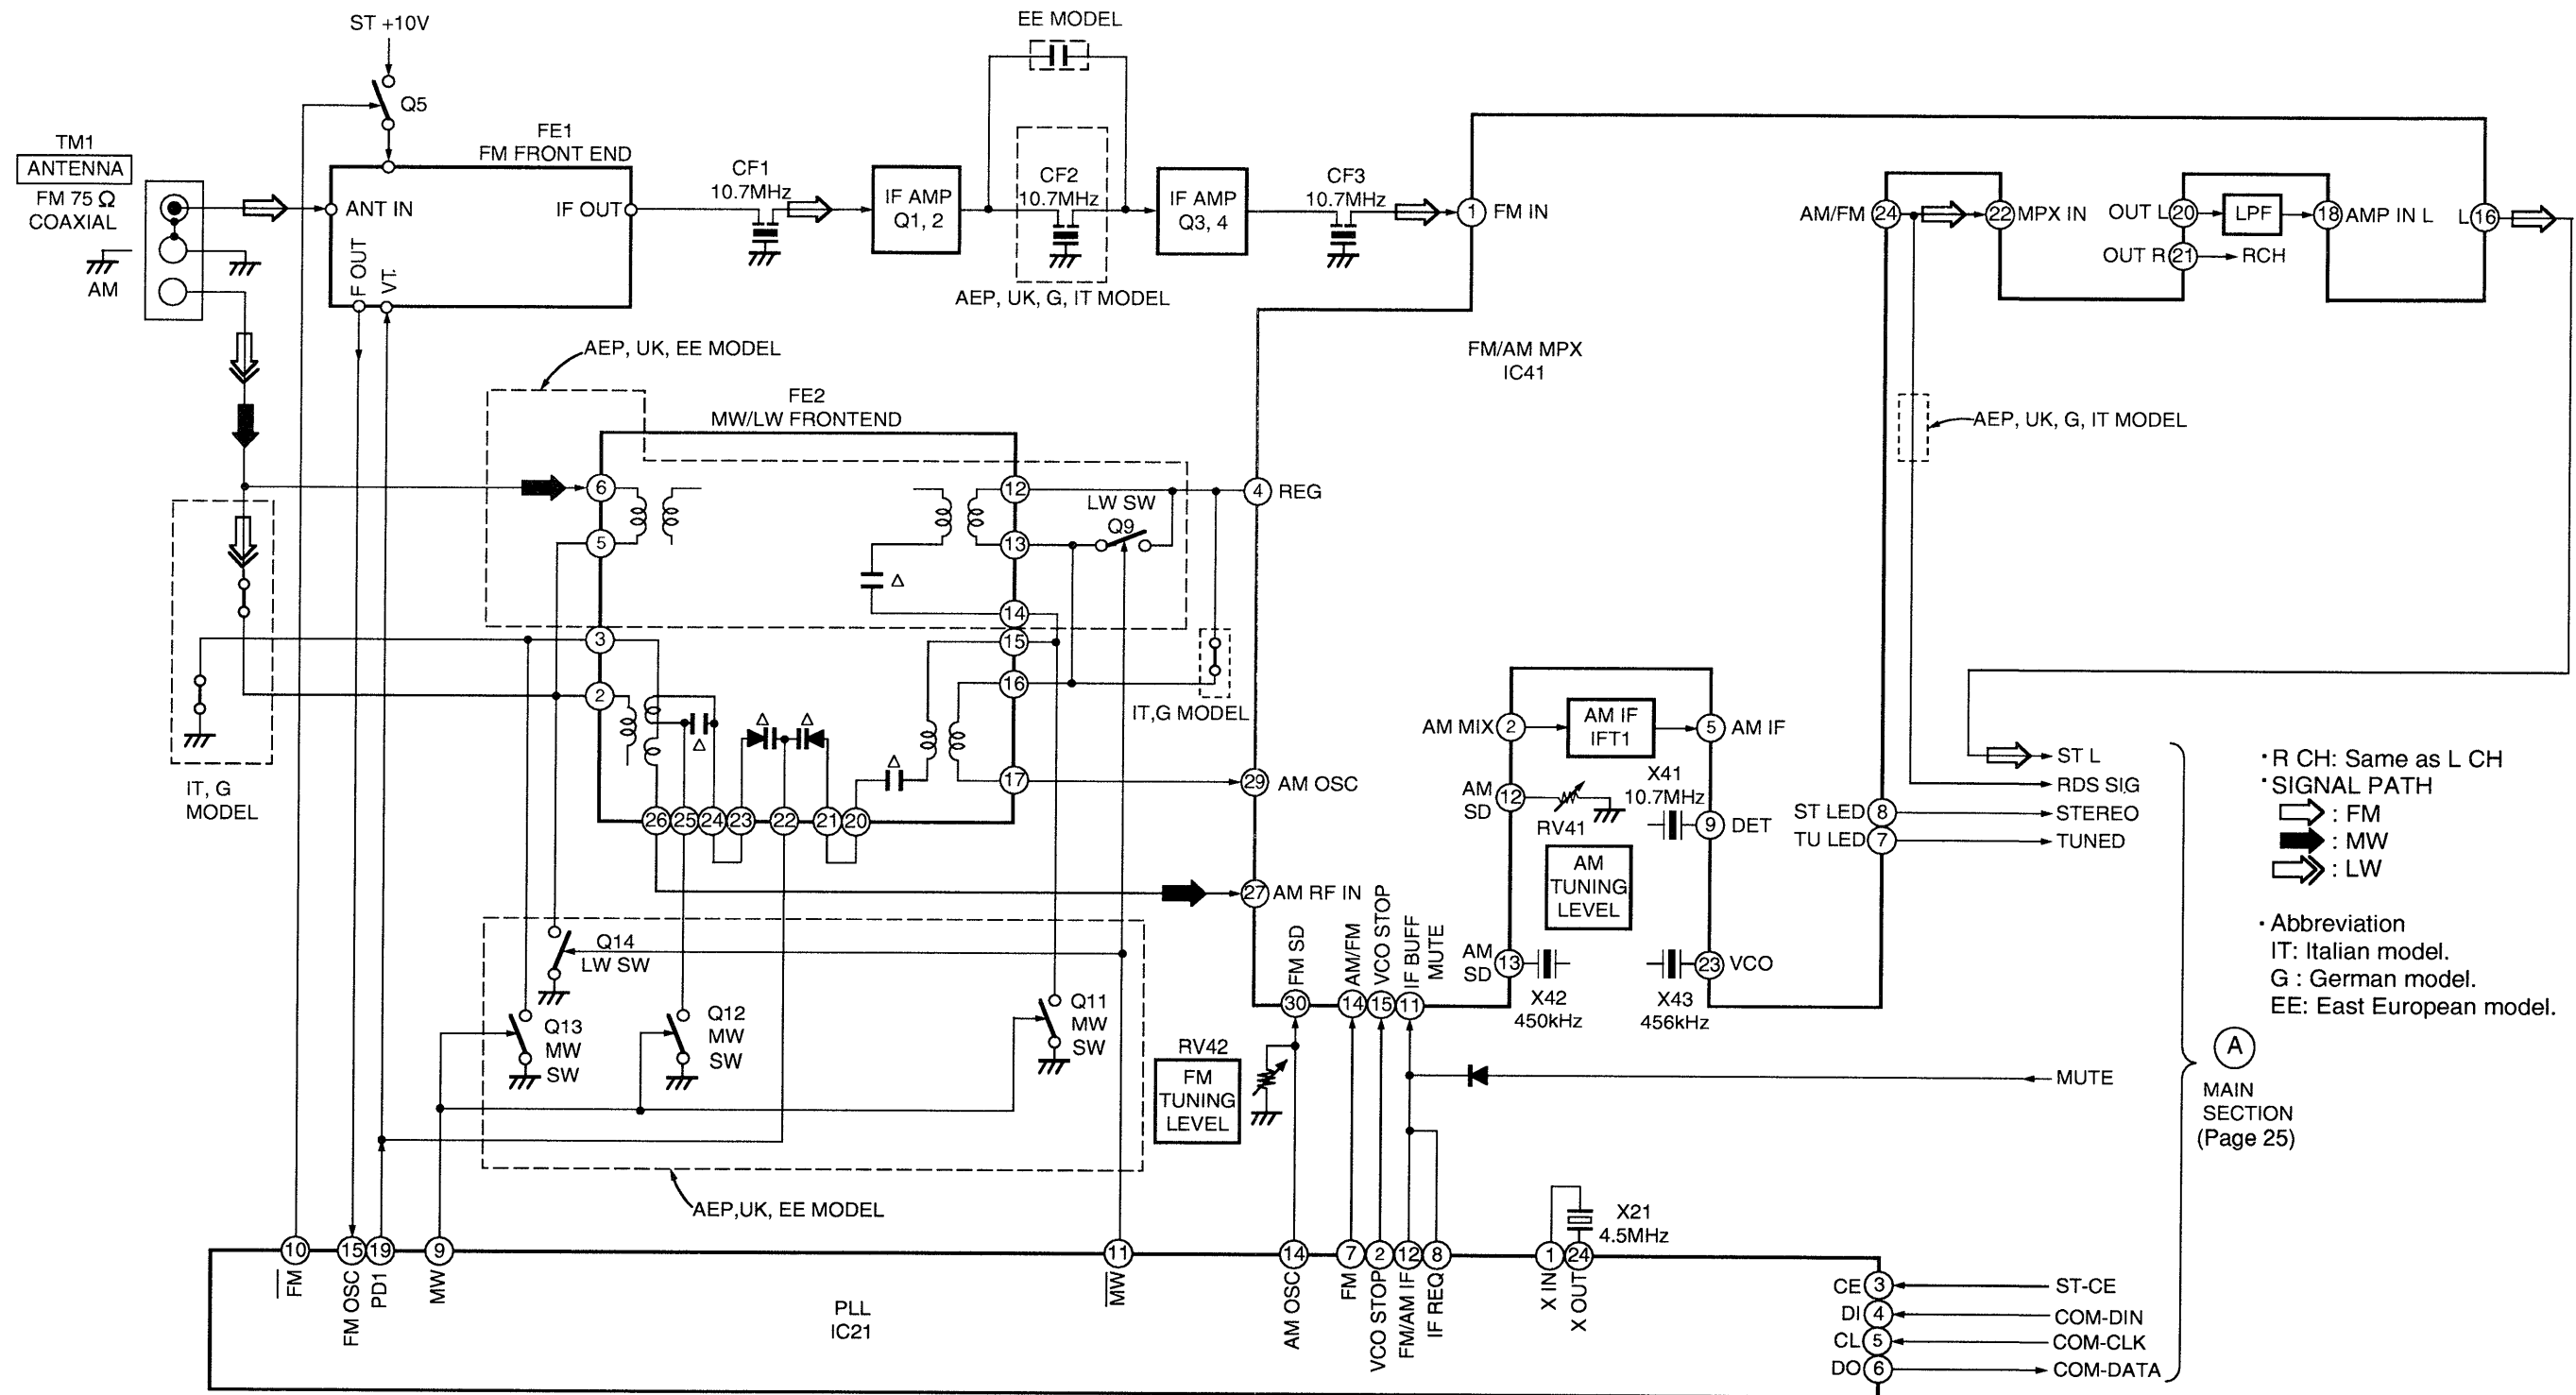 ST +10V
EE MODEL
Q5
TM1
ANTENNA
FM 75 Ω
COAXIAL
AM
FE1
FM FRONT END
ANT IN
IF OUT
F OUT
VT.
CF1
10.7MHz
IF AMP
Q1, 2
CF2
10.7MHz
IF AMP
Q3, 4
CF3
10.7MHz
AEP, UK, G, IT MODEL
1 FM IN
AM/FM 24
22 MPX IN
OUT L 20
LPF
18 AMP IN L
L 16
OUT R 21
RCH
FM/AM MPX
IC41
AEP, UK, G, IT MODEL
AEP, UK, EE MODEL
FE2
MW/LW FRONTEND
6
5
3
2
12
13
14
15
16
17
Δ
Δ
Δ
Δ
Δ
26 25 24 23 22 21 20
LW SW
Q9
4 REG
IT,G MODEL
IT, G
MODEL
29 AM OSC
27 AM RF IN
AM MIX 2
AM IF
IFT1
5 AM IF
AM
SD
12
RV41
AM
TUNING
LEVEL
X41
10.7MHz
9 DET
AM
SD
13
X42
450kHz
X43
456kHz
23 VCO
ST LED 8
TU LED 7
FM SD
AM/FM
VCO STOP
IF BUFF
MUTE
30 14 15 11
ST L
RDS SIG
STEREO
TUNED
MUTE
A
MAIN
SECTION
(Page 25)
· R CH: Same as L CH
· SIGNAL PATH
: FM
: MW
: LW
· Abbreviation
IT: Italian model.
G : German model.
EE: East European model.
Q14
LW SW
Q13
MW
SW
Q12
MW
SW
Q11
MW
SW
RV42
FM
TUNING
LEVEL
AEP,UK, EE MODEL
10 15 19 9 11 14 7 2 12 8 1 24
FM
FM OSC
PD1
MW
MW
AM OSC
FM
VCO STOP
FM/AM IF
IF REQ
X IN
X OUT
X21
4.5MHz
PLL
IC21
CE 3 ST-CE
DI 4 COM-DIN
CL 5 COM-CLK
DO 6 COM-DATA